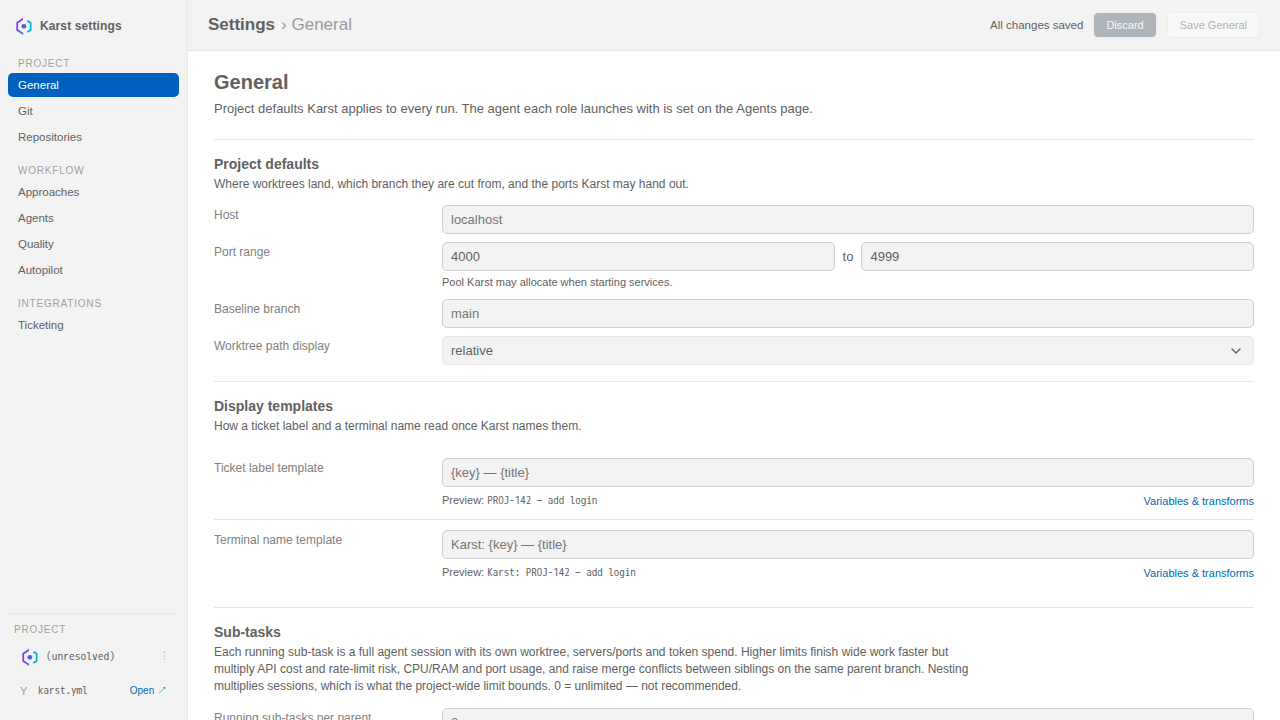 Karst settings
PROJECT
General
Git
Repositories
WORKFLOW
Approaches
Agents
Quality
Autopilot
INTEGRATIONS
Ticketing
PROJECT
(unresolved)
Y karst.yml Open ↗
Settings › General
All changes saved Discard Save General
General
Project defaults Karst applies to every run. The agent each role launches with is set on the Agents page.
Project defaults
Where worktrees land, which branch they are cut from, and the ports Karst may hand out.
Host localhost
Port range 4000 to 4999
Pool Karst may allocate when starting services.
Baseline branch main
Worktree path display relative
Display templates
How a ticket label and a terminal name read once Karst names them.
Ticket label template {key} — {title}
Preview: PROJ-142 — add login Variables & transforms
Terminal name template Karst: {key} — {title}
Preview: Karst: PROJ-142 — add login Variables & transforms
Sub-tasks
Each running sub-task is a full agent session with its own worktree, servers/ports and token spend. Higher limits finish wide work faster but
multiply API cost and rate-limit risk, CPU/RAM and port usage, and raise merge conflicts between siblings on the same parent branch. Nesting
multiplies sessions, which is what the project-wide limit bounds. 0 = unlimited — not recommended.
Running sub-tasks per parent